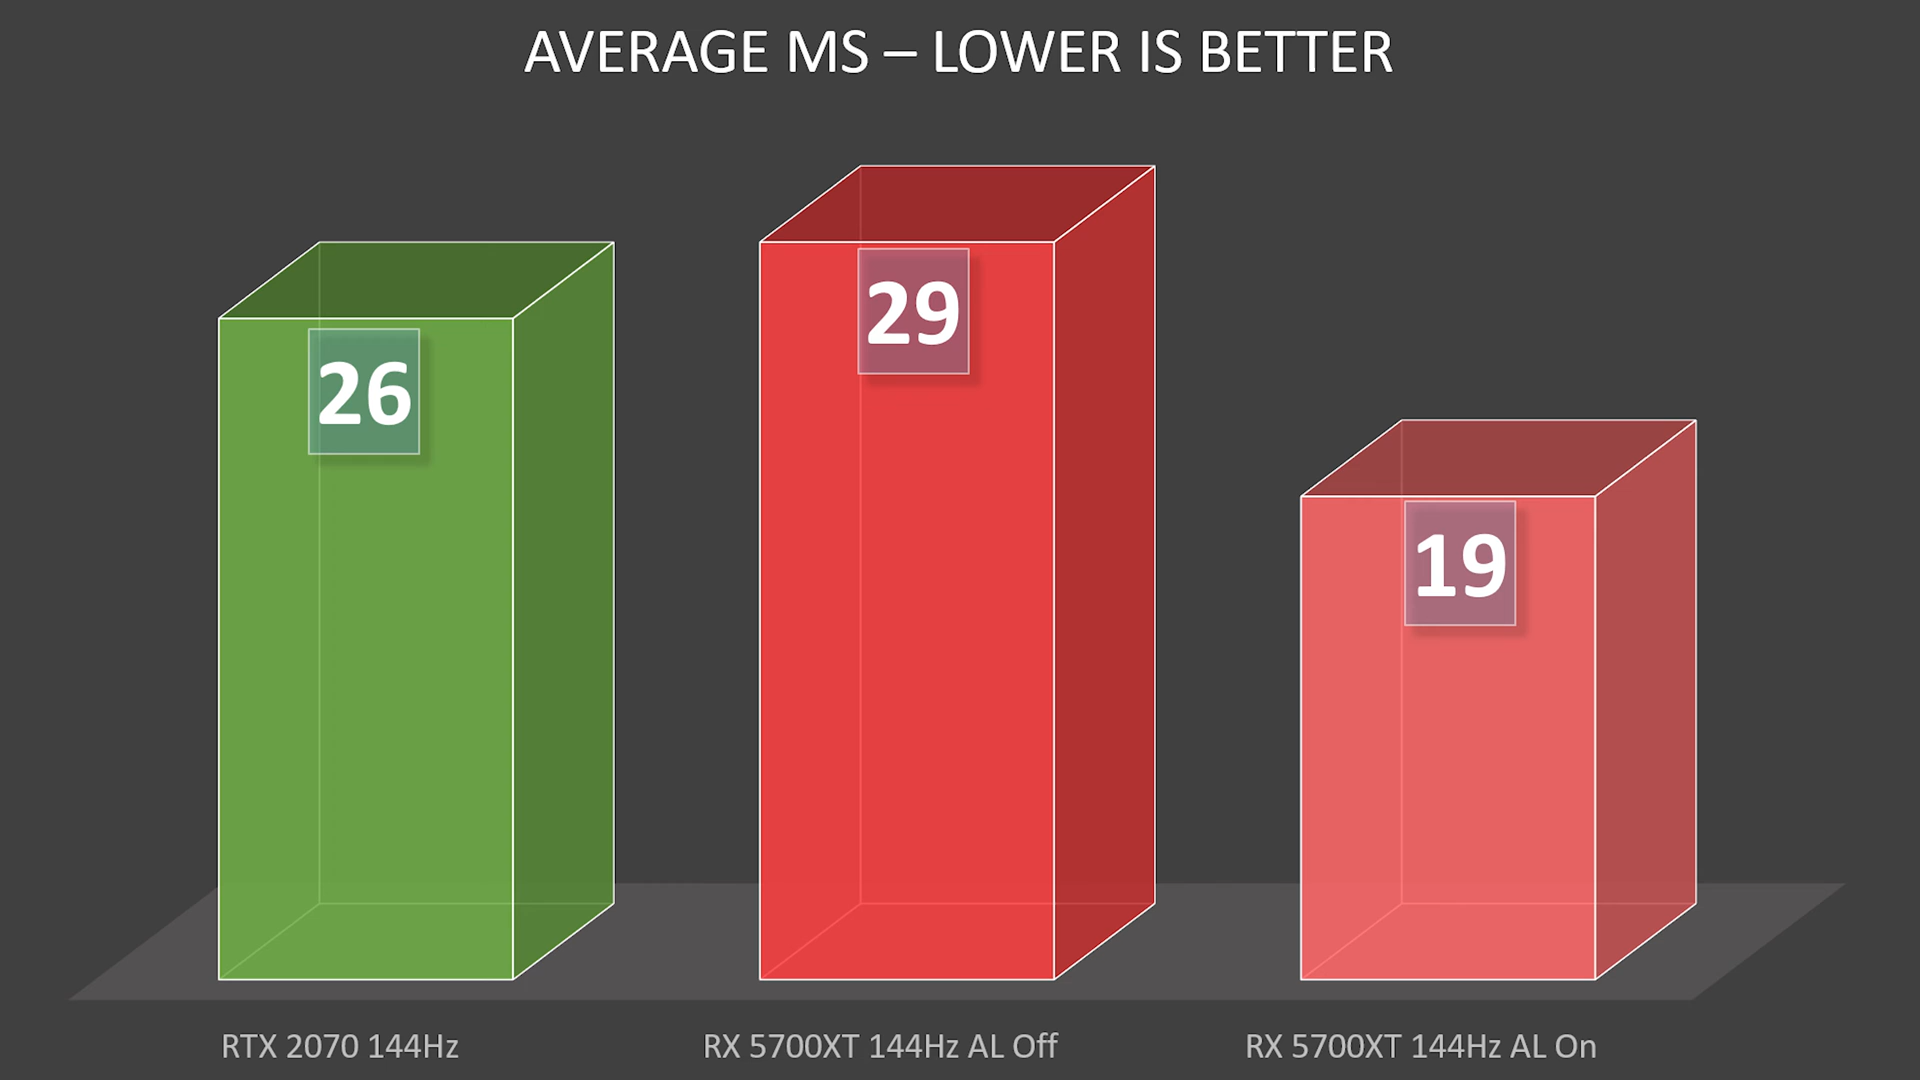 AVERAGE MS – LOWER IS BETTER
26
29
19
RTX 2070 144Hz
RX 5700XT 144Hz AL Off
RX 5700XT 144Hz AL On